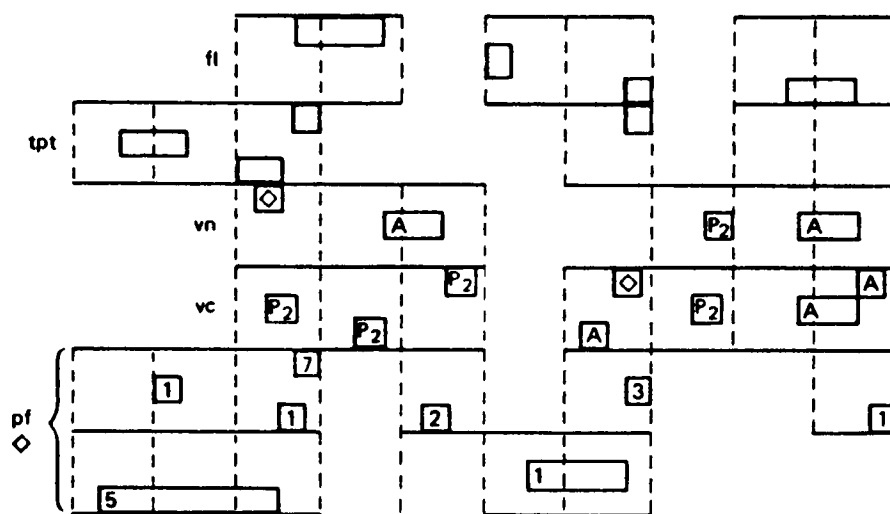 fl
tpt
◇
vn A P₂ A
◇ A
P₂
vc P₂ P₂ A
P₂ A
7
1 3
pf 1 2 1
◇
1
5